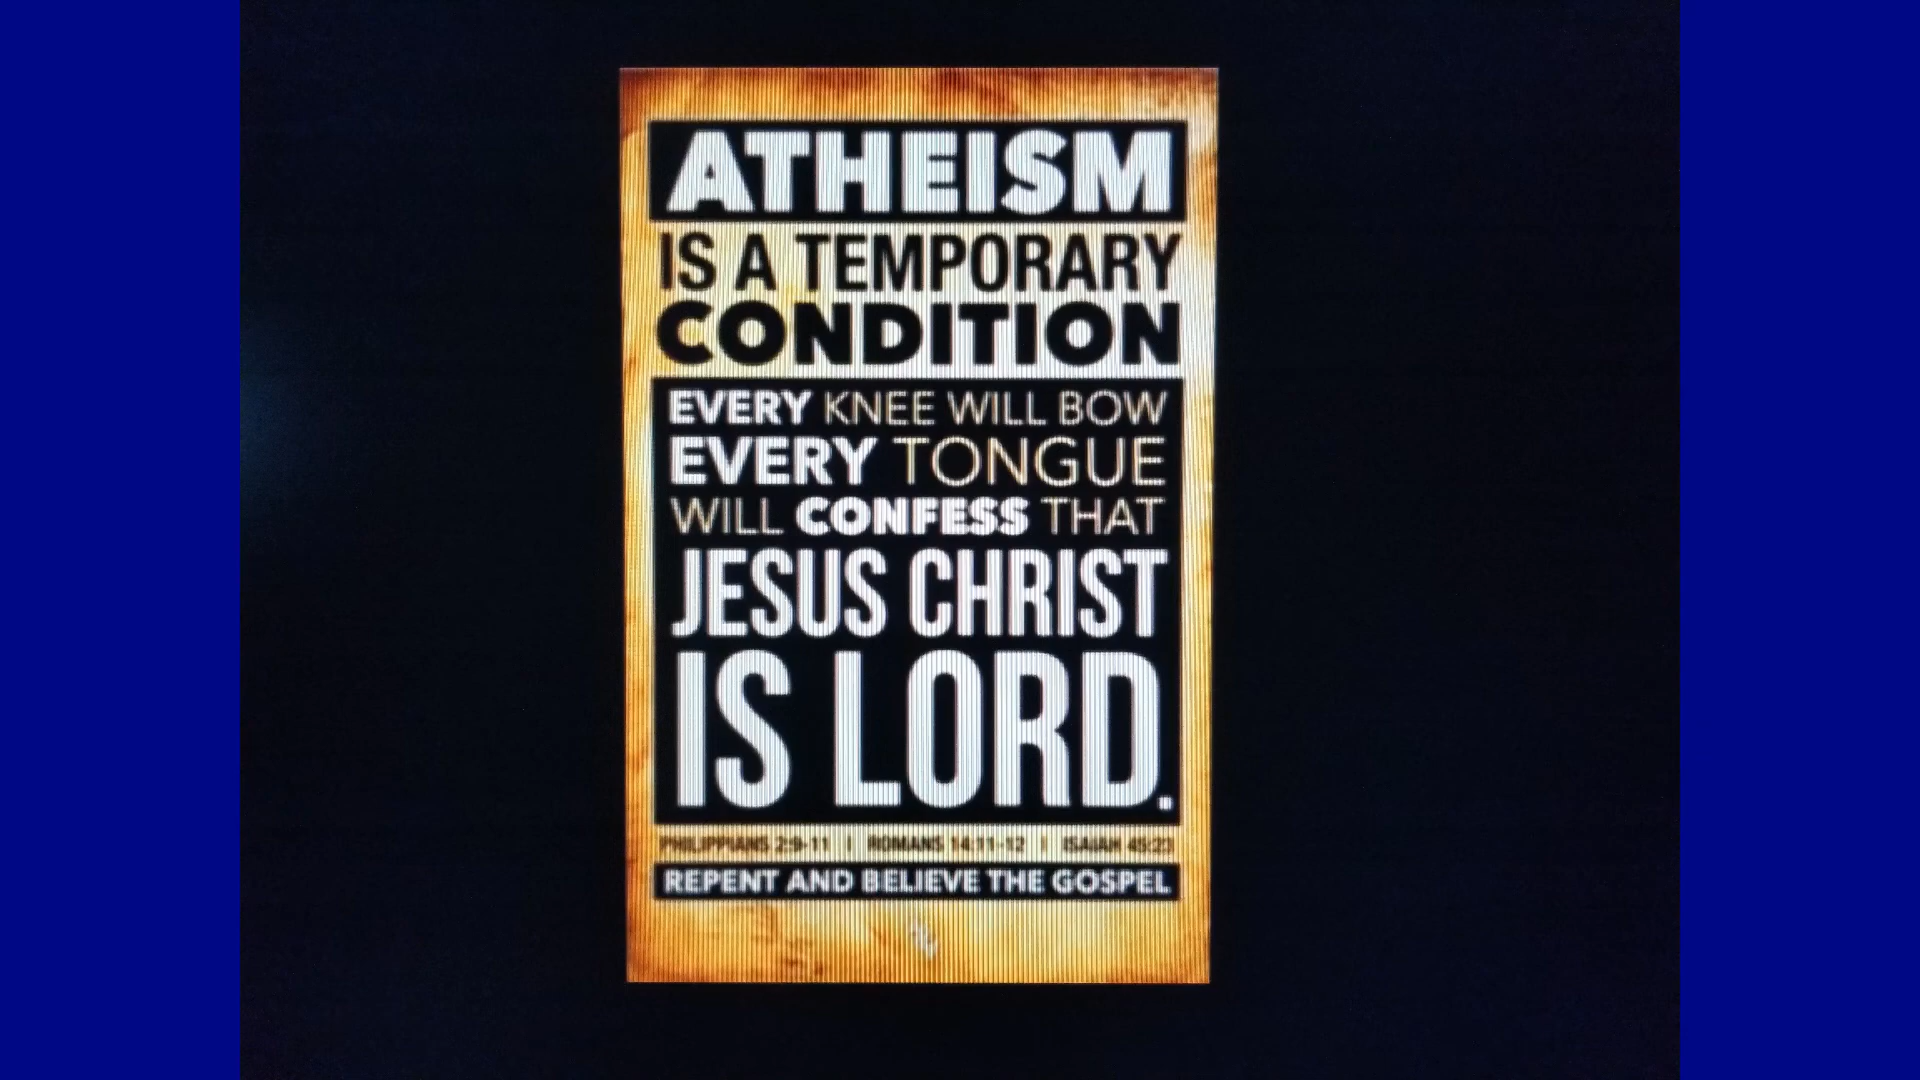 ATHEISM
IS A TEMPORARY
CONDITION
EVERY KNEE WILL BOW
EVERY TONGUE
WILL CONFESS THAT
JESUS CHRIST
IS LORD.
PHILIPPIANS 2:9-11 | ROMANS 14:11-12 | ISAIAH 45:23
REPENT AND BELIEVE THE GOSPEL